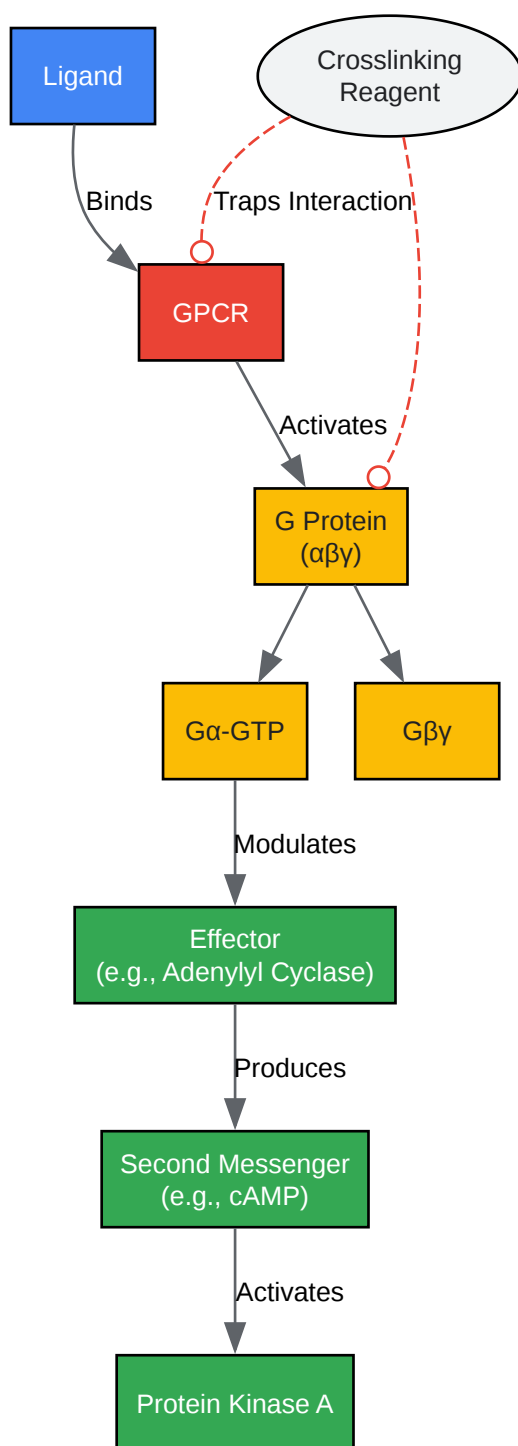 Crosslinking
Reagent
Ligand
Binds
Traps Interaction
GPCR
Activates
G Protein
(αβγ)
Gα-GTP
Gβγ
Modulates
Effector
(e.g., Adenylyl Cyclase)
Produces
Second Messenger
(e.g., cAMP)
Activates
Protein Kinase A